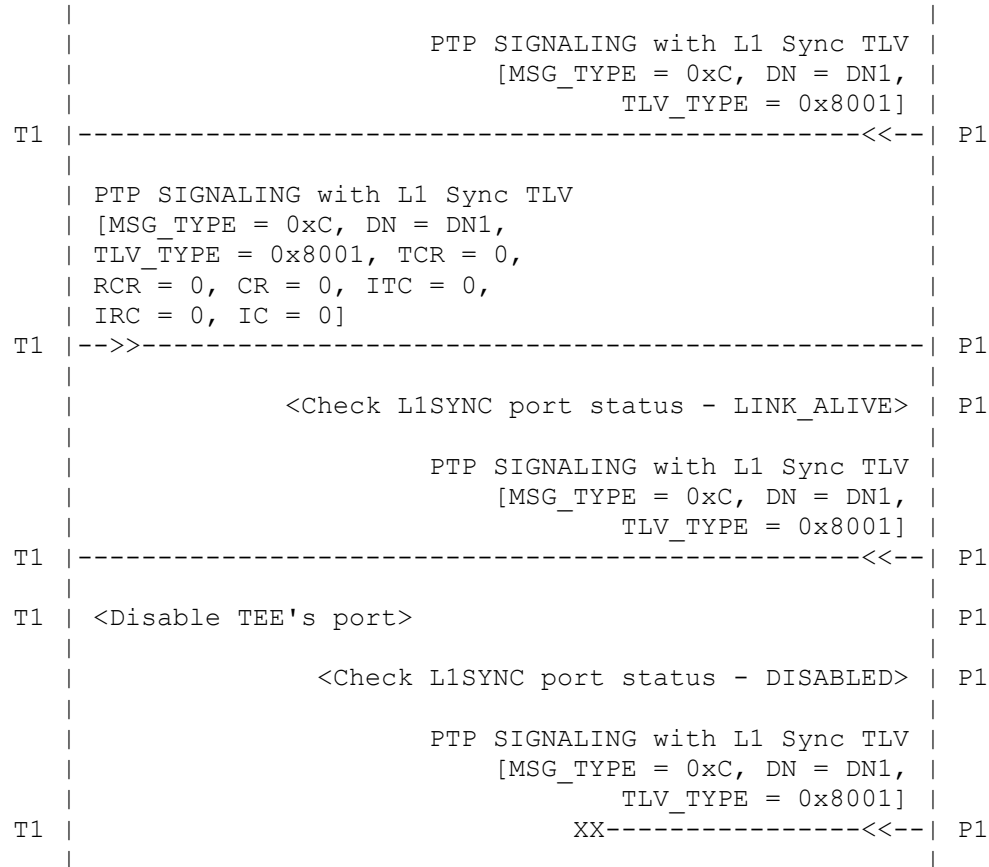 |                                                     |
|                      PTP SIGNALING with L1 Sync TLV |
|                          [MSG_TYPE = 0xC, DN = DN1, |
|                                  TLV_TYPE = 0x8001] |
T1 |-------------------------------------------------<<--| P1
|                                                     |
| PTP SIGNALING with L1 Sync TLV                      |
| [MSG_TYPE = 0xC, DN = DN1,                          |
| TLV_TYPE = 0x8001, TCR = 0,                         |
| RCR = 0, CR = 0, ITC = 0,                           |
| IRC = 0, IC = 0]                                    |
T1 |-->>-------------------------------------------------| P1
|                                                     |
|             <Check L1SYNC port status - LINK_ALIVE> | P1
|                                                     |
|                      PTP SIGNALING with L1 Sync TLV |
|                          [MSG_TYPE = 0xC, DN = DN1, |
|                                  TLV_TYPE = 0x8001] |
T1 |-------------------------------------------------<<--| P1
|                                                     |
T1 | <Disable TEE's port>                                | P1
|                                                     |
|               <Check L1SYNC port status - DISABLED> | P1
|                                                     |
|                      PTP SIGNALING with L1 Sync TLV |
|                          [MSG_TYPE = 0xC, DN = DN1, |
|                                  TLV_TYPE = 0x8001] |
T1 |                               XX----------------<<--| P1
|                                                     |